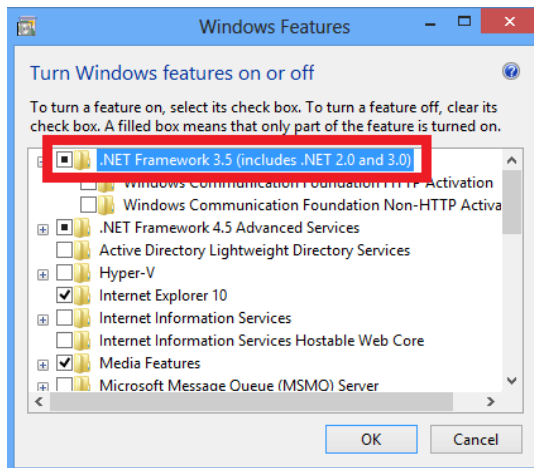 Windows Features
Turn Windows features on or off
To turn a feature on, select its check box. To turn a feature off, clear its
check box. A filled box means that only part of the feature is turned on.
.NET Framework 3.5 (includes .NET 2.0 and 3.0)
Windows Communication Foundation HTTP Activation
Windows Communication Foundation Non-HTTP Activa
.NET Framework 4.5 Advanced Services
Active Directory Lightweight Directory Services
Hyper-V
Internet Explorer 10
Internet Information Services
Internet Information Services Hostable Web Core
Media Features
Microsoft Message Queue (MSMQ) Server
OK Cancel